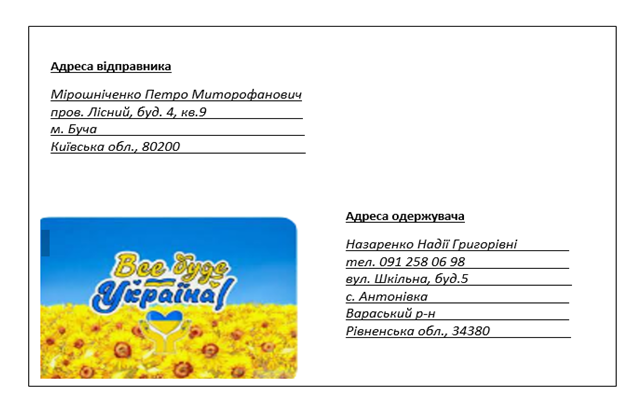 Адреса відправника
Мірошніченко Петро Миторофанович
пров. Лісний, буд. 4, кв.9
м. Буча
Київська обл., 80200
Все буде
Україна!
Адреса одержувача
Назаренко Надії Григорівні
тел. 091 258 06 98
вул. Шкільна, буд.5
с. Антонівка
Вараський р-н
Рівненська обл., 34380